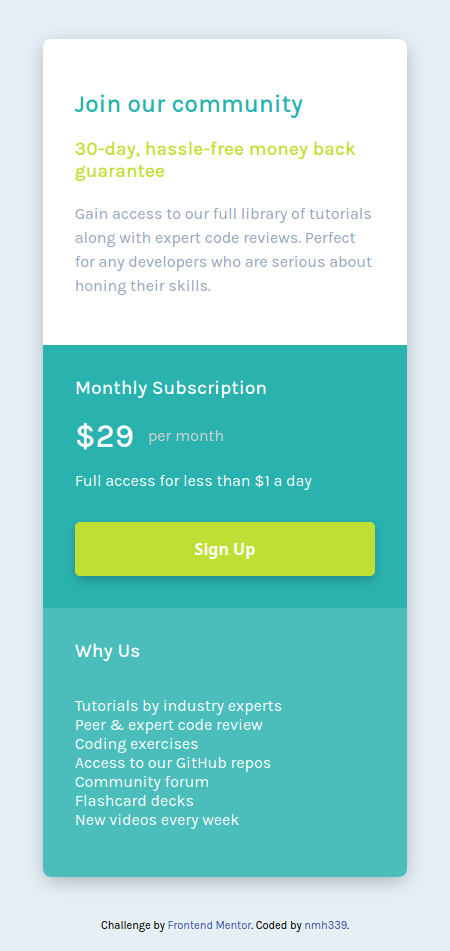 Join our community
30-day, hassle-free money back
guarantee
Gain access to our full library of tutorials
along with expert code reviews. Perfect
for any developers who are serious about
honing their skills.
Monthly Subscription
$29 per month
Full access for less than $1 a day
Sign Up
Why Us
Tutorials by industry experts
Peer & expert code review
Coding exercises
Access to our GitHub repos
Community forum
Flashcard decks
New videos every week
Challenge by Frontend Mentor. Coded by nmh339.